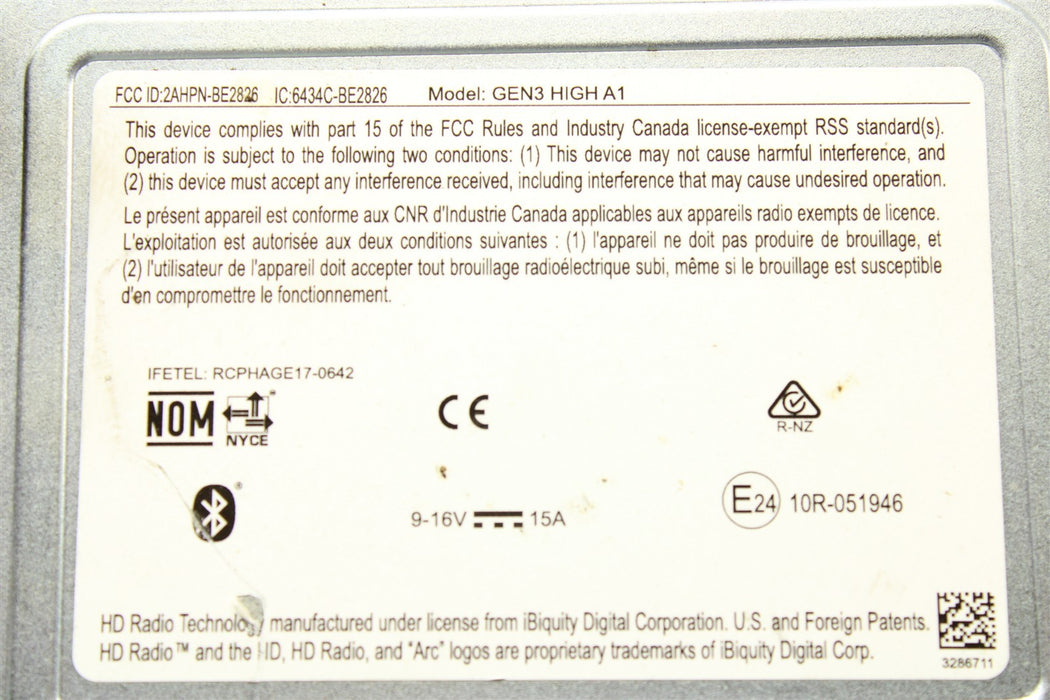 FCC ID:2AHPN-BE2826 IC:6434C-BE2826 Model: GEN3 HIGH A1
This device complies with part 15 of the FCC Rules and Industry Canada license-exempt RSS standard(s).
Operation is subject to the following two conditions: (1) This device may not cause harmful interference, and
(2) this device must accept any interference received, including interference that may cause undesired operation.
Le présent appareil est conforme aux CNR d'Industrie Canada applicables aux appareils radio exempts de licence.
L'exploitation est autorisée aux deux conditions suivantes : (1) l'appareil ne doit pas produire de brouillage, et
(2) l'utilisateur de l'appareil doit accepter tout brouillage radioélectrique subi, même si le brouillage est susceptible
d'en compromettre le fonctionnement.
IFETEL: RCPHAGE17-0642
NOM NYCE CE R-NZ
9-16V 15A E24 10R-051946
HD Radio Technology manufactured under license from iBiquity Digital Corporation. U.S. and Foreign Patents.
HD Radio™ and the HD, HD Radio, and “Arc” logos are proprietary trademarks of iBiquity Digital Corp.
3286711